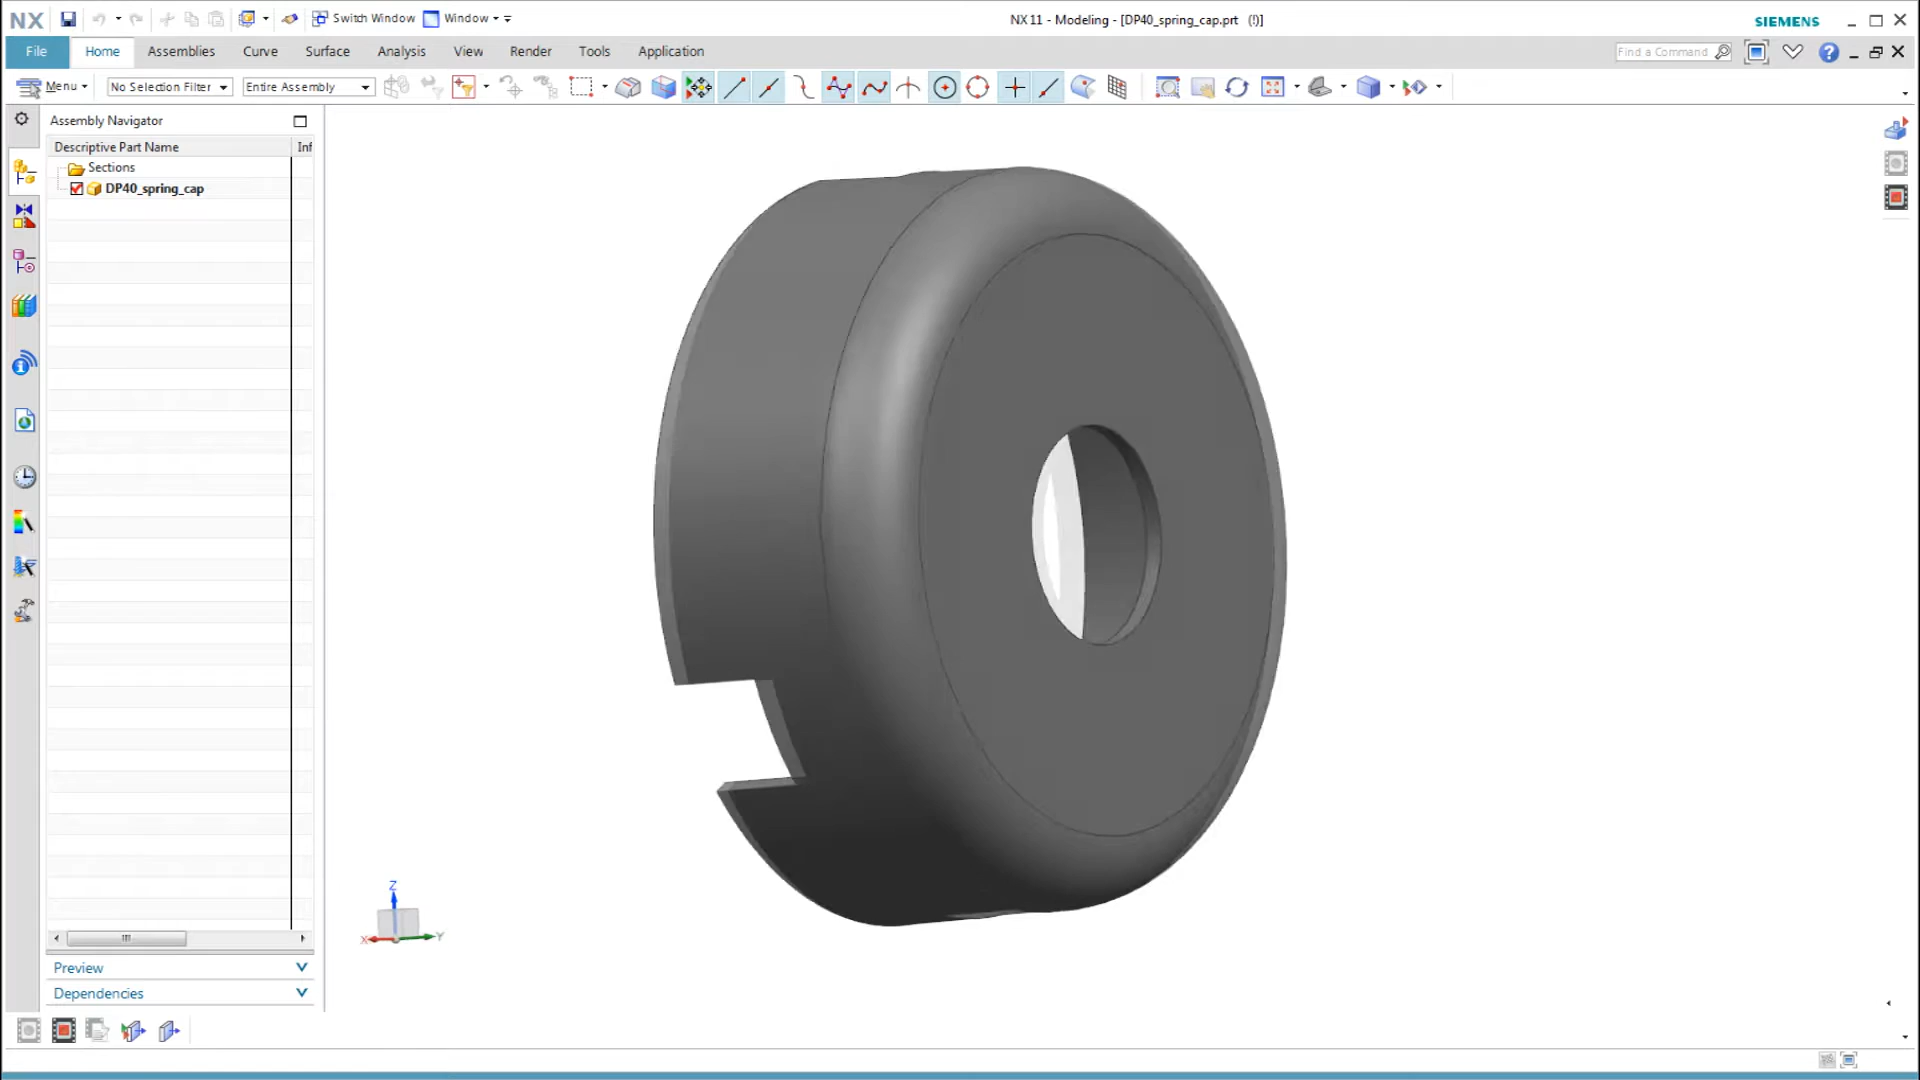 NX
Switch Window
Window
NX 11 - Modeling - [DP40_spring_cap.prt (!)]
SIEMENS
File
Home
Assemblies
Curve
Surface
Analysis
View
Render
Tools
Application
Find a Command
Menu
No Selection Filter
Entire Assembly
Assembly Navigator
Descriptive Part Name
Inf
Sections
DP40_spring_cap
Z
X
Y
Preview
Dependencies